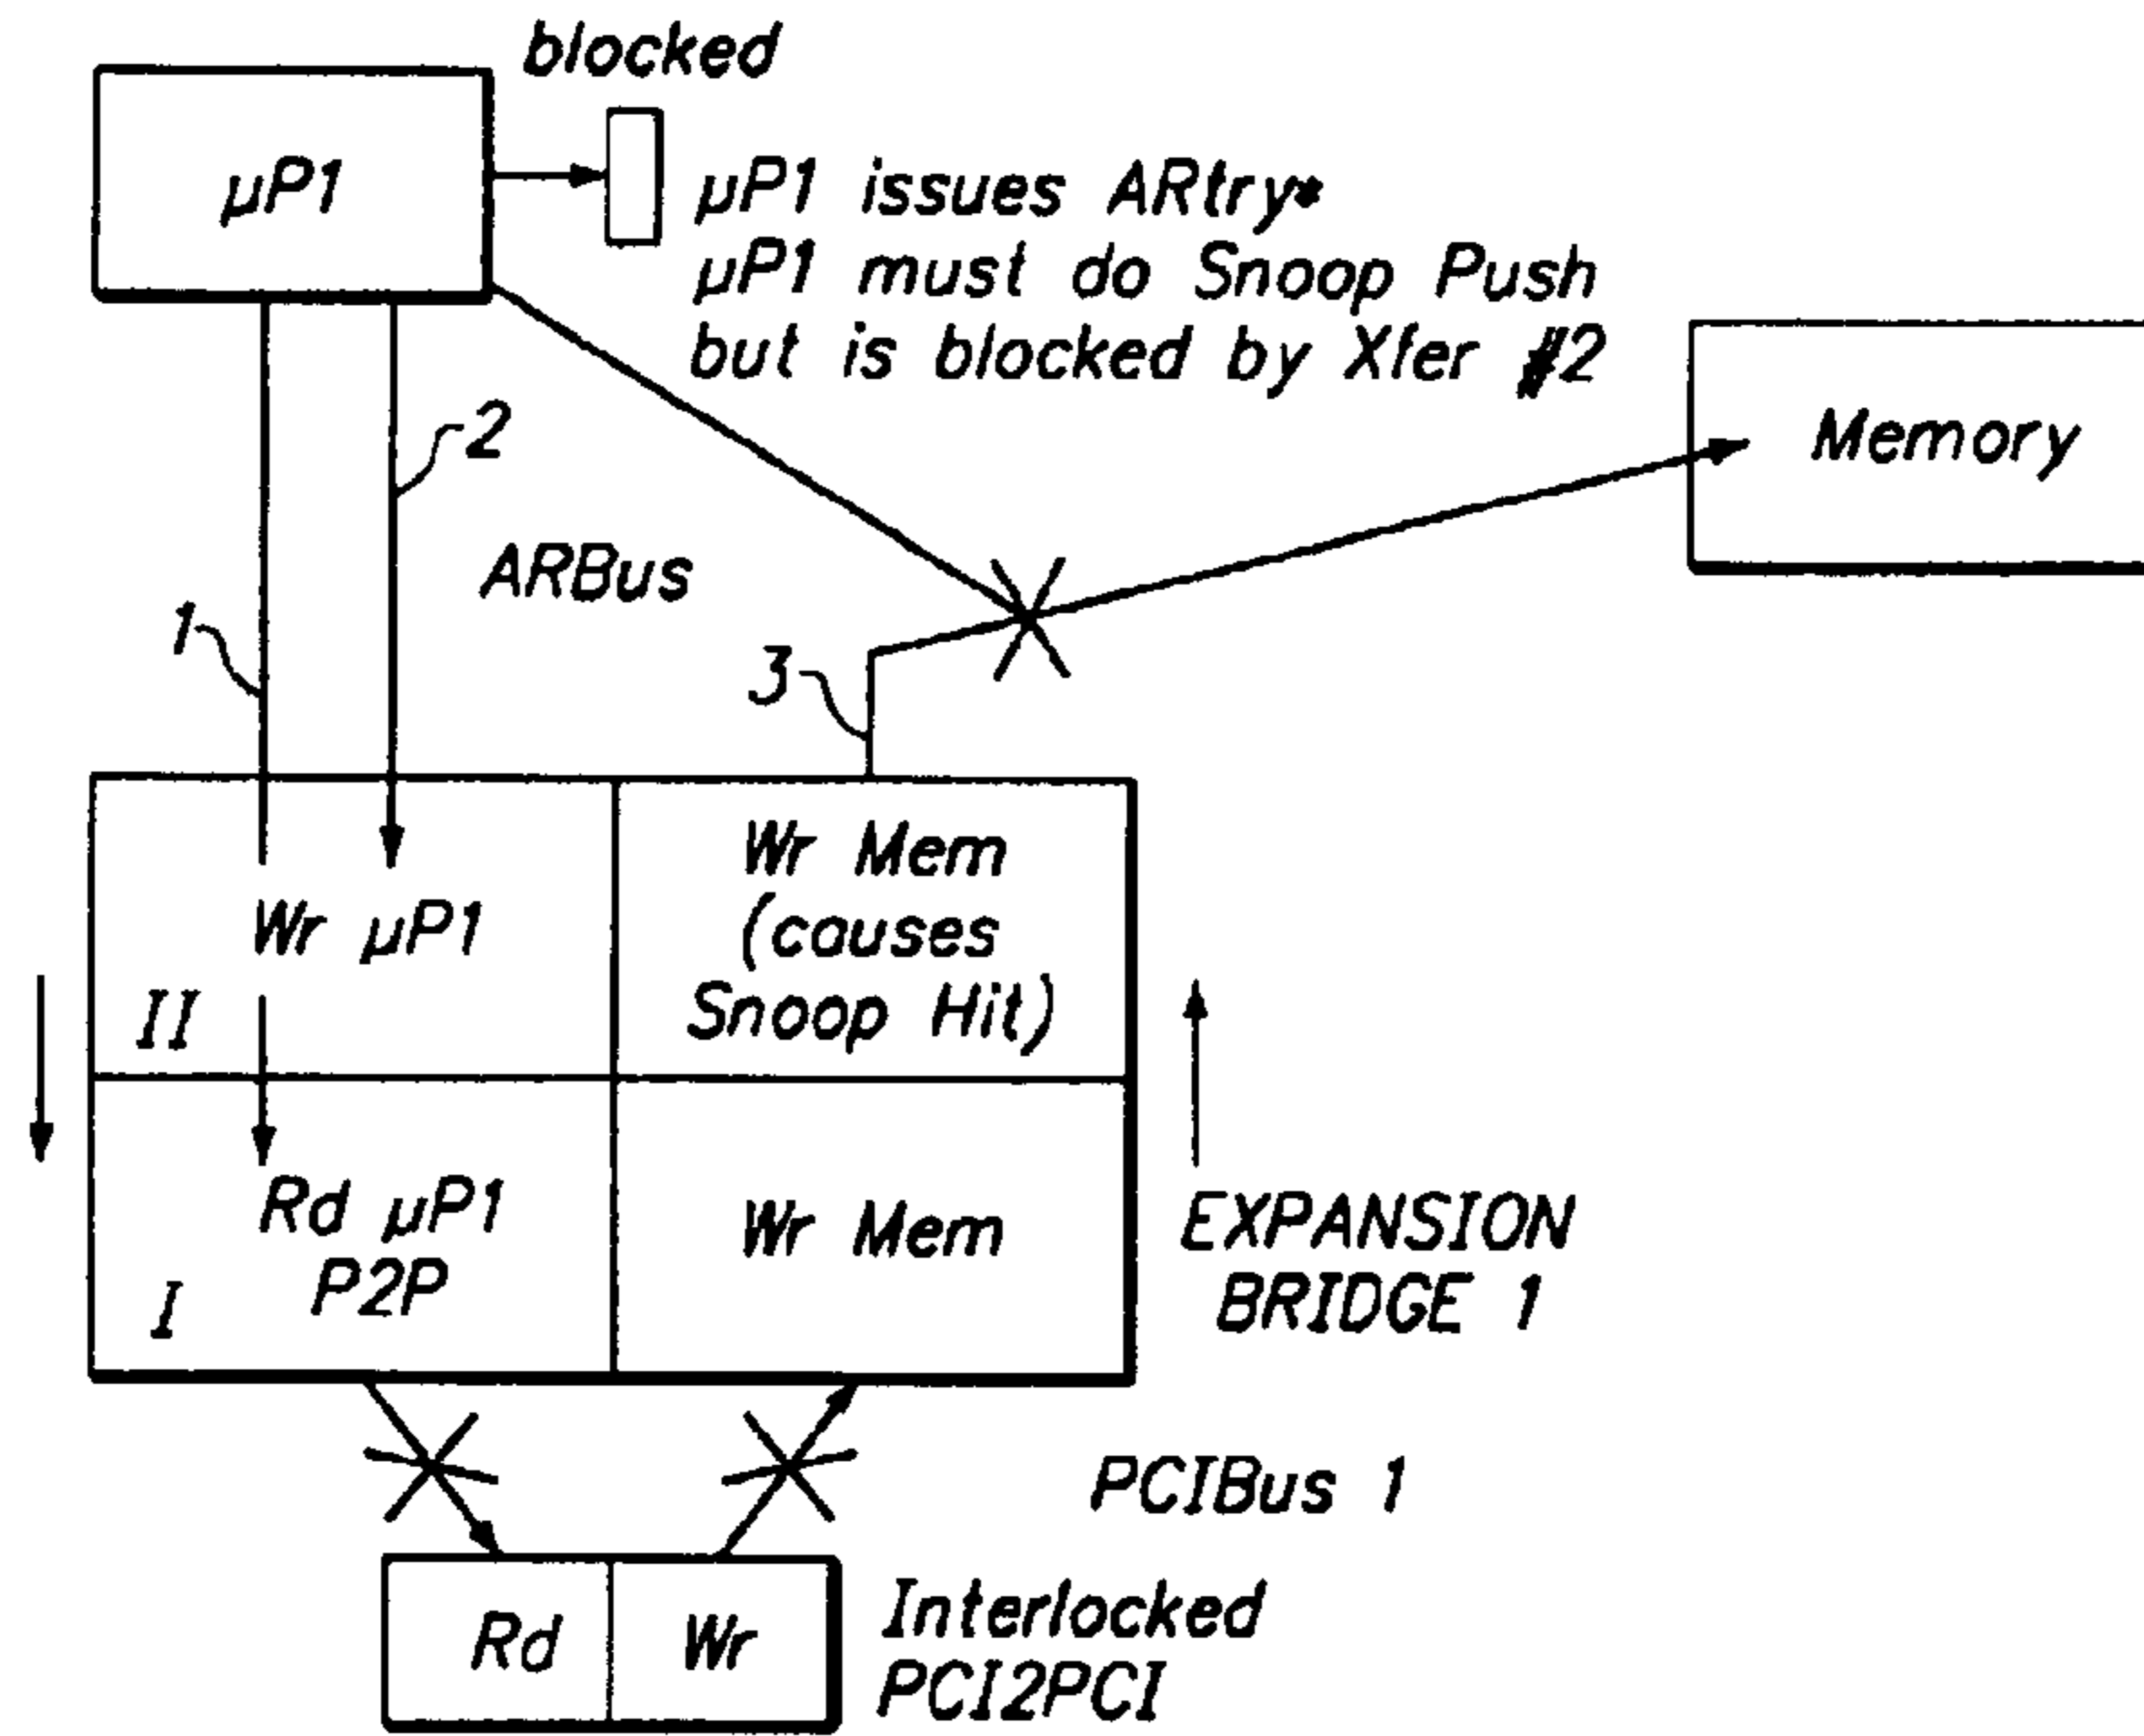 blocked
µP1
µP1 issues ARtry*
µP1 must do Snoop Push
but is blocked by Xfer #2
Memory
2
ARBus
1
3
Wr Mem
(causes
Snoop Hit)
Wr µP1
II
Rd µP1
P2P
I
Wr Mem
EXPANSION
BRIDGE 1
PCIBus 1
Rd
Wr
Interlocked
PCI2PCI